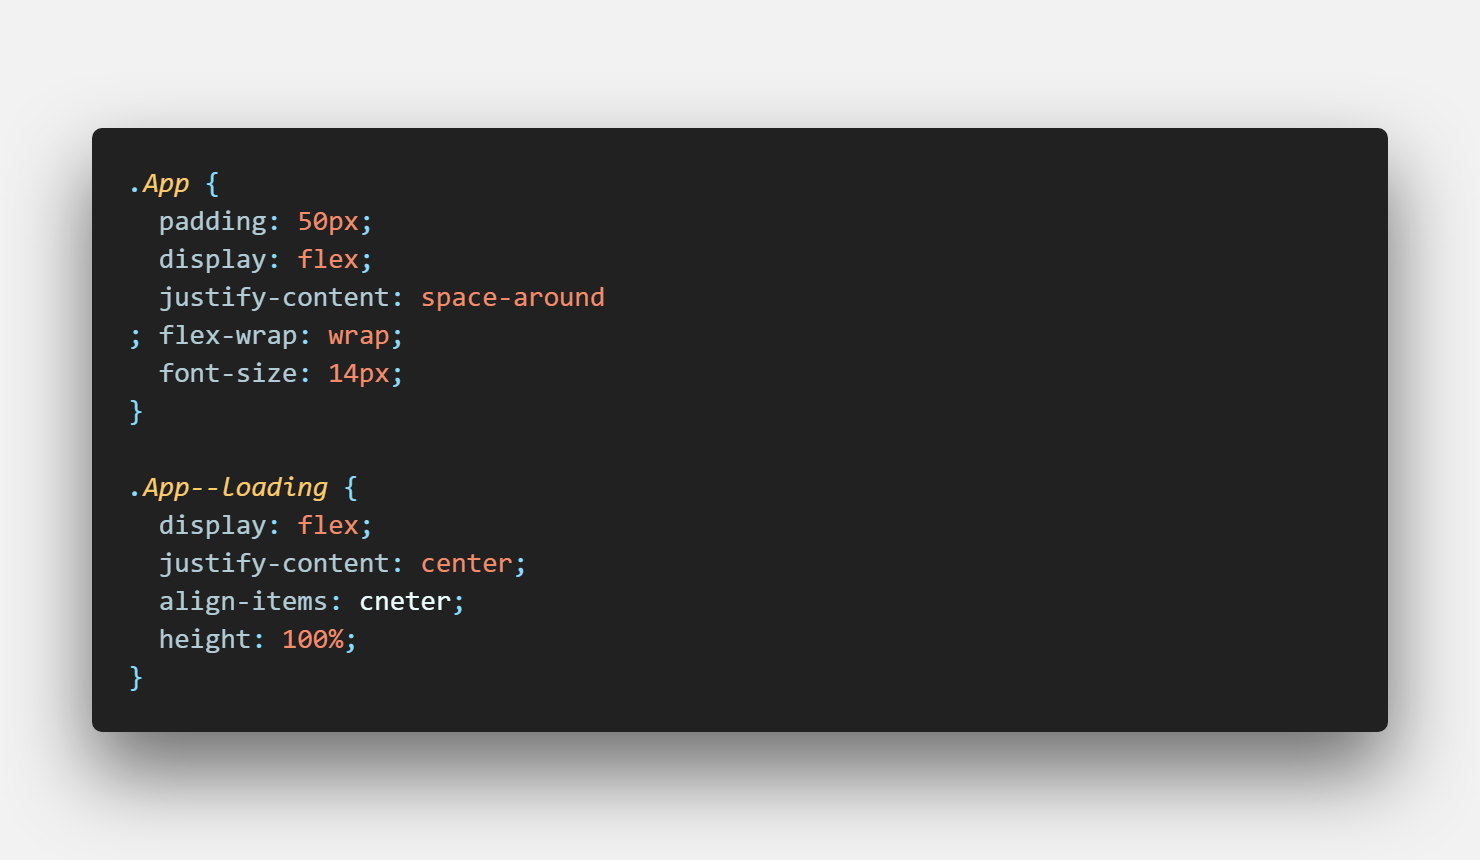 .App {
  padding: 50px;
  display: flex;
  justify-content: space-around
; flex-wrap: wrap;
  font-size: 14px;
}

.App--loading {
  display: flex;
  justify-content: center;
  align-items: cneter;
  height: 100%;
}